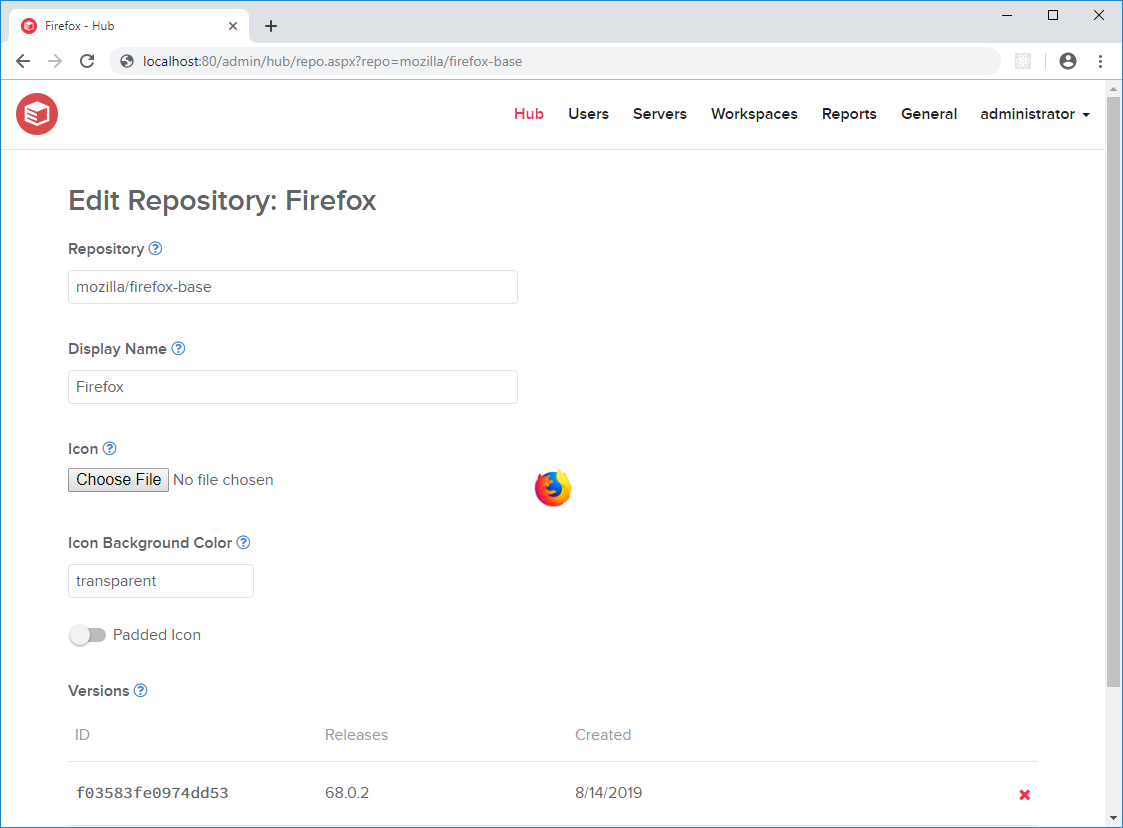 Firefox - Hub
localhost:80/admin/hub/repo.aspx?repo=mozilla/firefox-base
Hub Users Servers Workspaces Reports General administrator
Edit Repository: Firefox
Repository ?
mozilla/firefox-base
Display Name ?
Firefox
Icon ?
Choose File No file chosen
Icon Background Color ?
transparent
Padded Icon
Versions ?
ID Releases Created
f03583fe0974dd53 68.0.2 8/14/2019